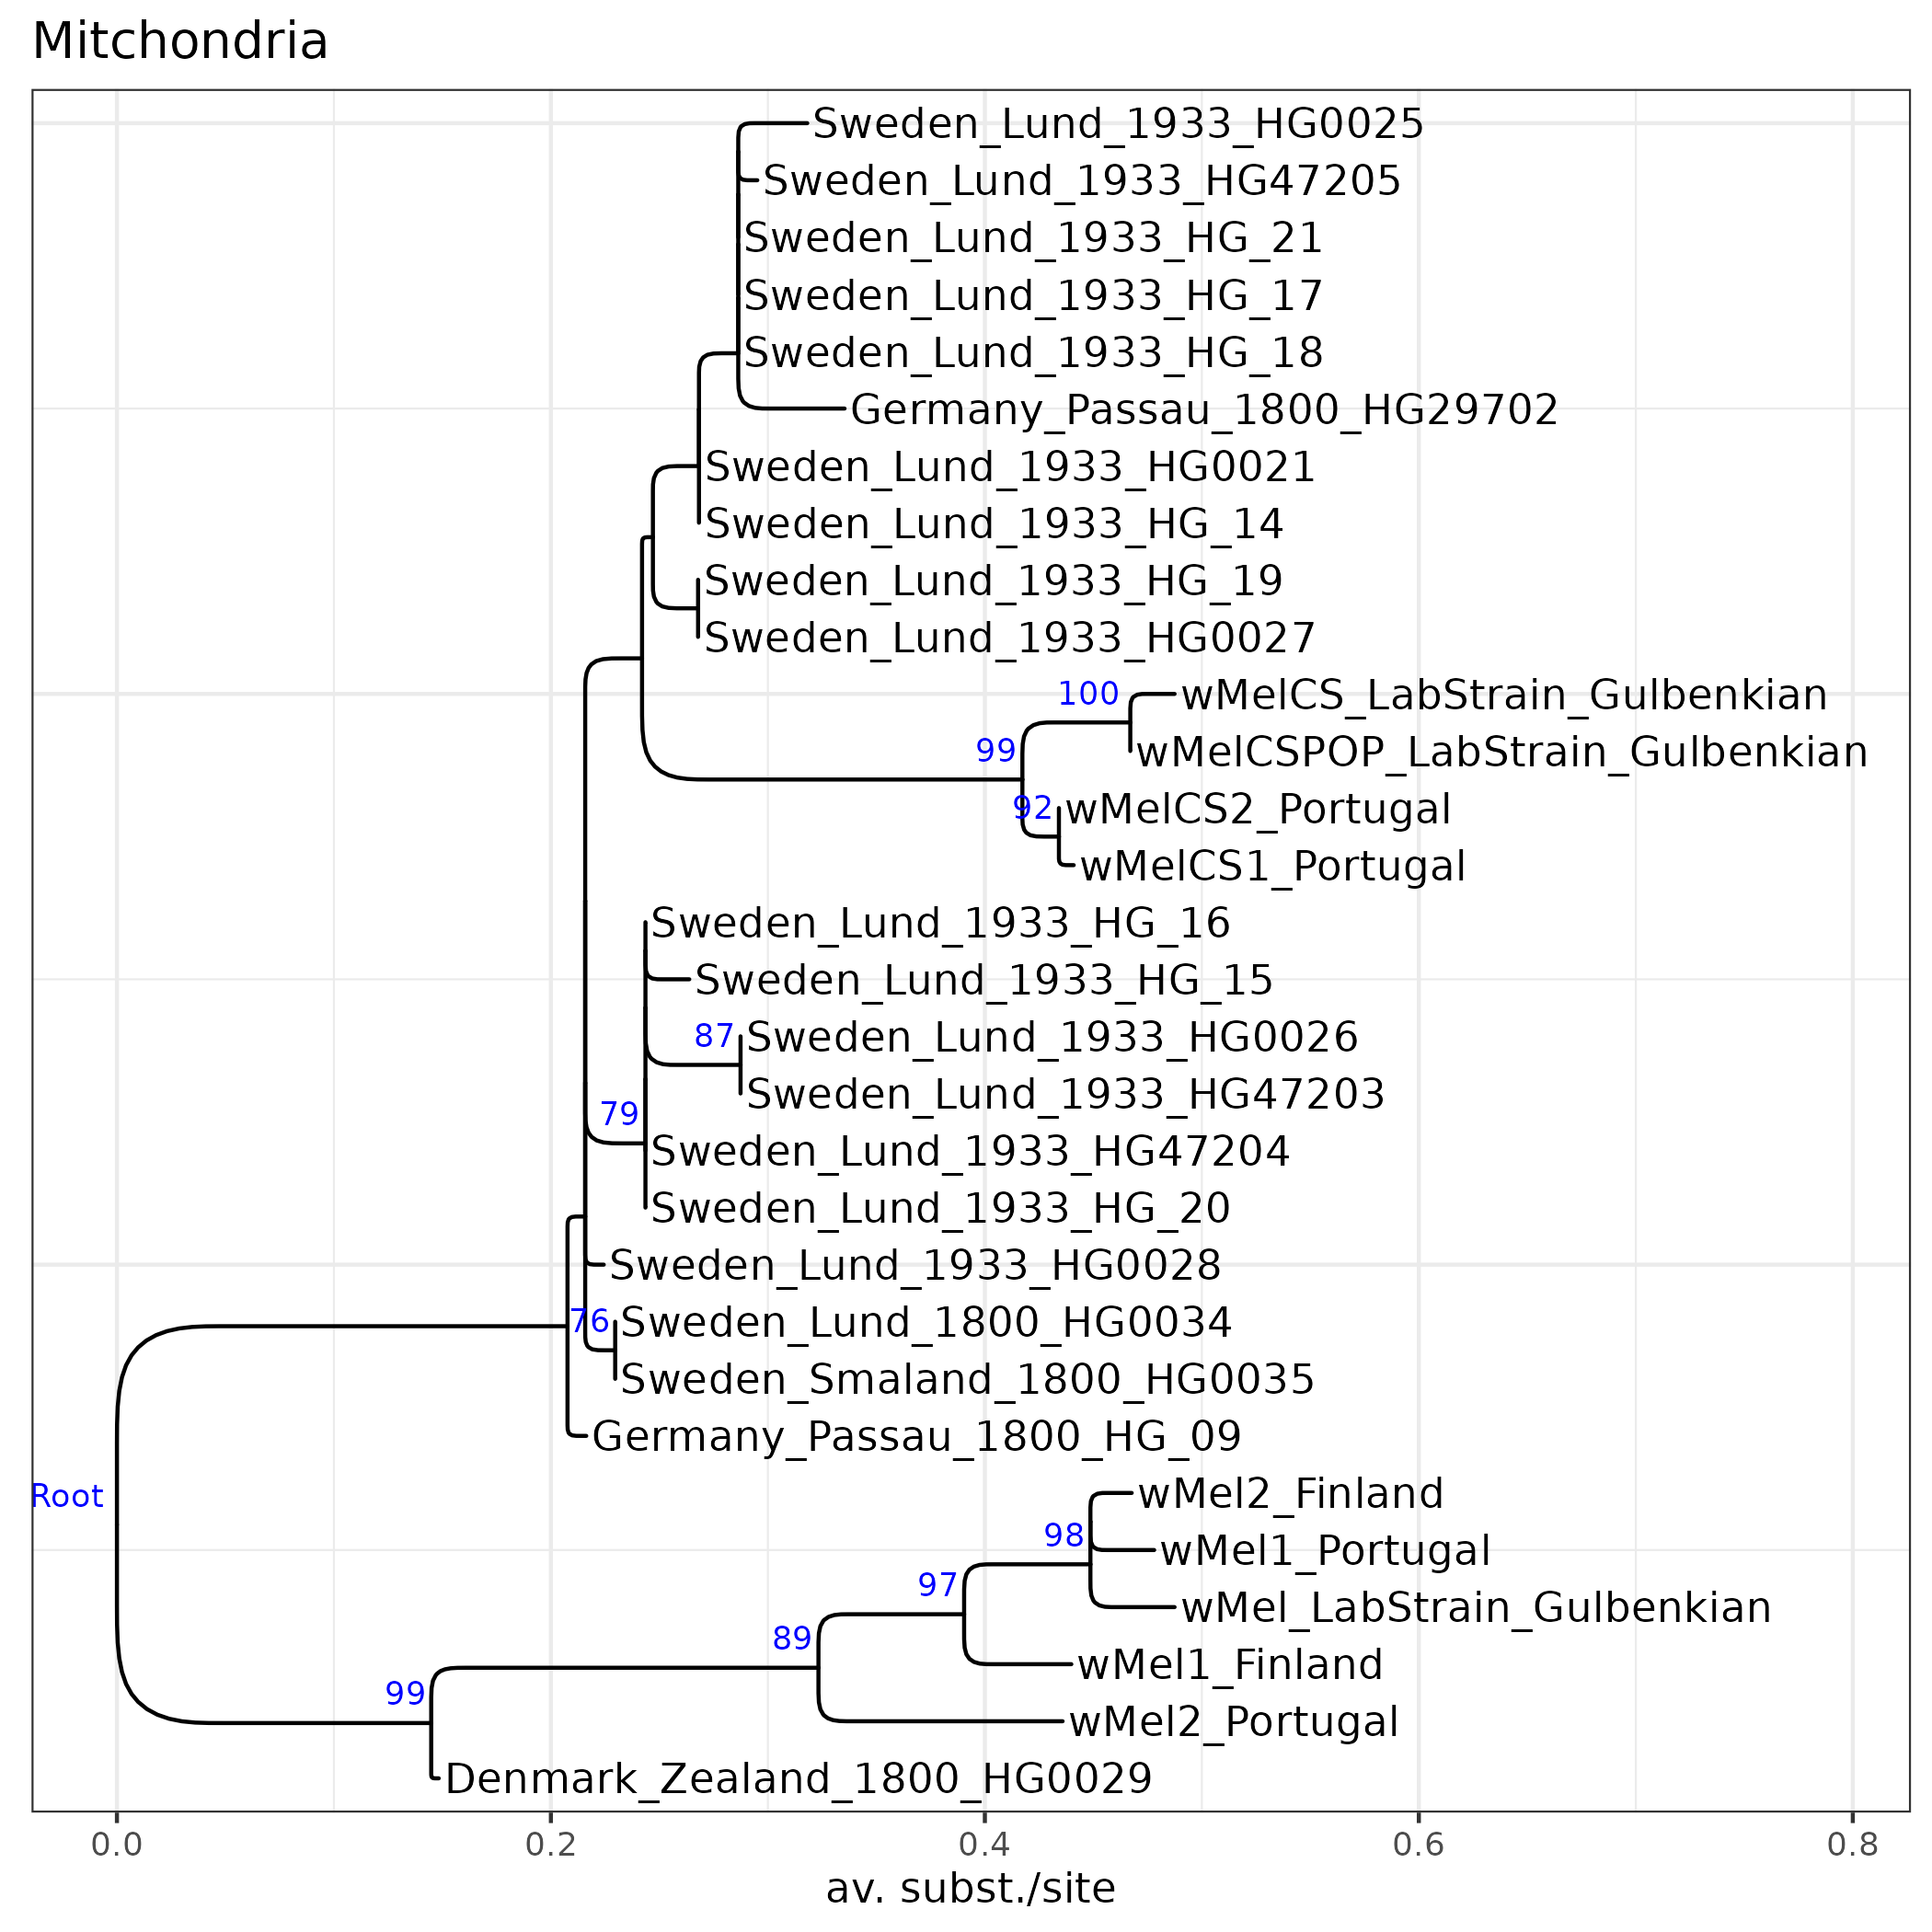 Mitchondria
Sweden_Lund_1933_HG0025
Sweden_Lund_1933_HG47205
Sweden_Lund_1933_HG_21
Sweden_Lund_1933_HG_17
Sweden_Lund_1933_HG_18
Germany_Passau_1800_HG29702
Sweden_Lund_1933_HG0021
Sweden_Lund_1933_HG_14
Sweden_Lund_1933_HG_19
Sweden_Lund_1933_HG0027
100 wMelCS_LabStrain_Gulbenkian
99 wMelCSPOP_LabStrain_Gulbenkian
92 wMelCS2_Portugal
wMelCS1_Portugal
Sweden_Lund_1933_HG_16
Sweden_Lund_1933_HG_15
87 Sweden_Lund_1933_HG0026
Sweden_Lund_1933_HG47203
79
Sweden_Lund_1933_HG47204
Sweden_Lund_1933_HG_20
Sweden_Lund_1933_HG0028
76 Sweden_Lund_1800_HG0034
Sweden_Smaland_1800_HG0035
Germany_Passau_1800_HG_09
Root
wMel2_Finland
98
wMel1_Portugal
97
wMel_LabStrain_Gulbenkian
89
wMel1_Finland
99
wMel2_Portugal
Denmark_Zealand_1800_HG0029
0.0 0.2 0.4 0.6 0.8
av. subst./site